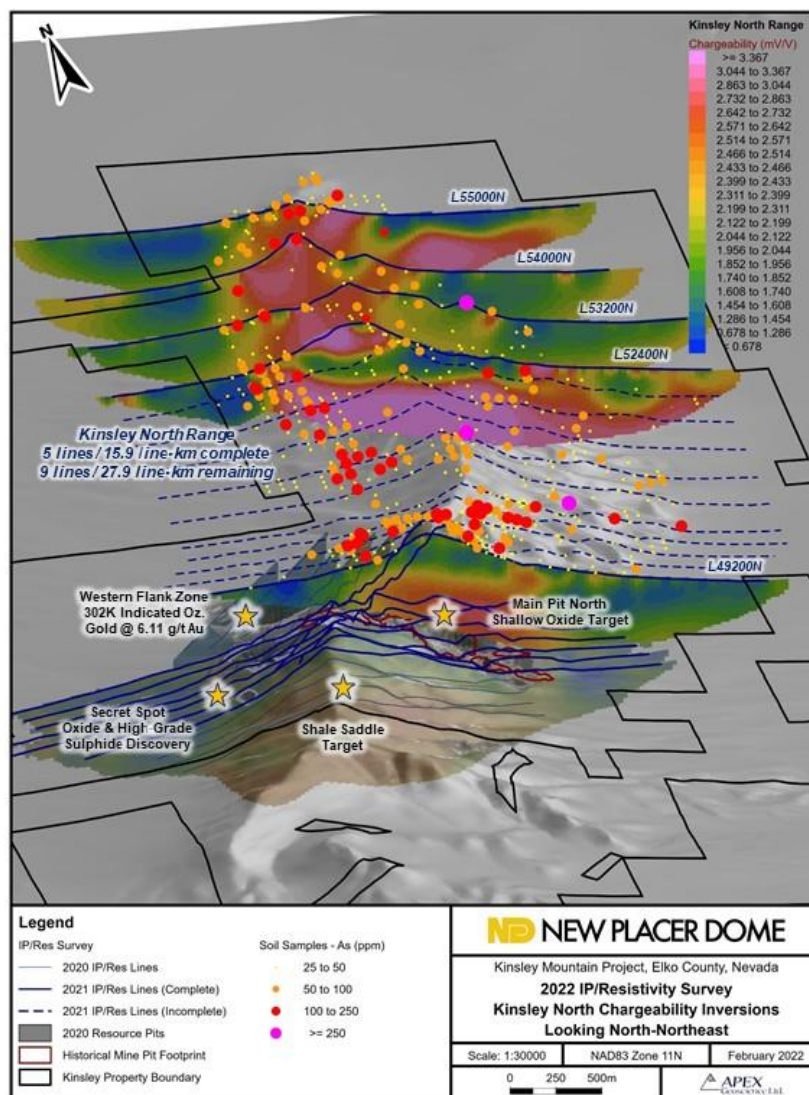 N
Kinsley North Range
Chargeability (mV/V)
>= 3.367
3.044 to 3.367
2.863 to 3.044
2.732 to 2.863
2.642 to 2.732
2.571 to 2.642
2.514 to 2.571
2.466 to 2.514
2.433 to 2.466
2.399 to 2.433
2.311 to 2.399
2.199 to 2.311
2.122 to 2.199
2.044 to 2.122
1.956 to 2.044
1.852 to 1.956
1.740 to 1.852
1.608 to 1.740
1.454 to 1.608
1.286 to 1.454
0.678 to 1.286
< 0.678
L55000N
L54000N
L53200N
L52400N
Kinsley North Range
5 lines / 15.9 line-km complete
9 lines / 27.9 line-km remaining
L49200N
Western Flank Zone
302K Indicated Oz.
Gold @ 6.11 g/t Au
Main Pit North
Shallow Oxide Target
Secret Spot
Oxide & High-Grade
Sulphide Discovery
Shale Saddle
Target
Legend
IP/Res Survey
2020 IP/Res Lines
2021 IP/Res Lines (Complete)
2021 IP/Res Lines (Incomplete)
2020 Resource Pits
Historical Mine Pit Footprint
Kinsley Property Boundary
Soil Samples - As (ppm)
25 to 50
50 to 100
100 to 250
>= 250
ND NEW PLACER DOME
Kinsley Mountain Project, Elko County, Nevada
2022 IP/Resistivity Survey
Kinsley North Chargeability Inversions
Looking North-Northeast
Scale: 1:30000
NAD83 Zone 11N
February 2022
0 250 500m
APEX
Geoscience Ltd.